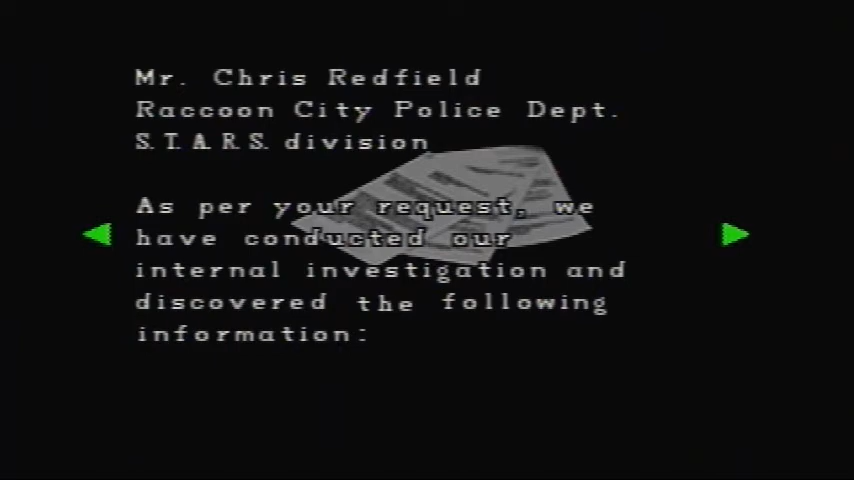 Mr. Chris Redfield
Raccoon City Police Dept.
S.T.A.R.S. division
As per your request, we
have conducted our
internal investigation and
discovered the following
information: